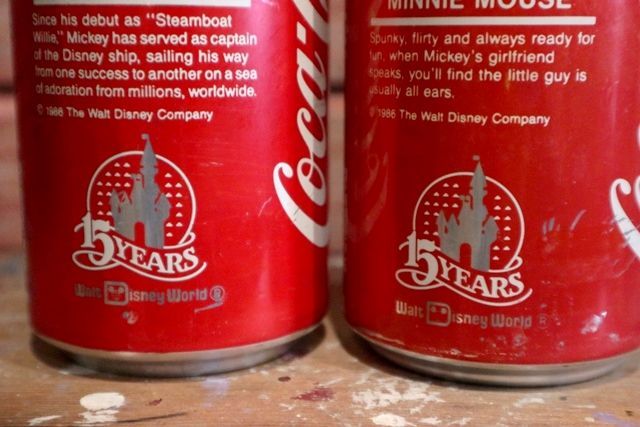 Since his debut as "Steamboat
Willie," Mickey has served as captain
of the Disney ship, sailing his way
from one success to another on a sea
of adoration from millions, worldwide.
© 1986 The Walt Disney Company
15 YEARS
Walt Disney World ®
Coca-
MINNIE MOUSE
Spunky, flirty and always ready for
fun, when Mickey's girlfriend
speaks, you'll find the little guy is
usually all ears.
1986 The Walt Disney Company
15 YEARS
Walt Disney World ®